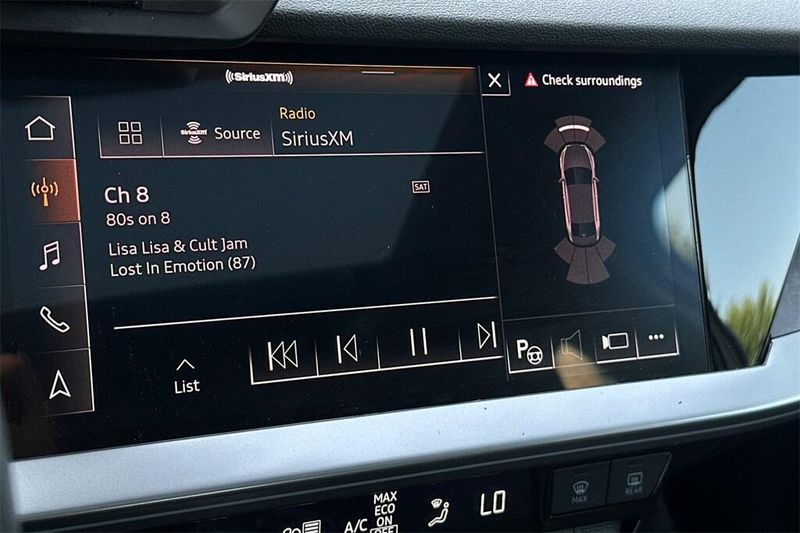 ((SiriusXM))
Check surroundings
SiriusXM
Source
Radio
SiriusXM
Ch 8
SAT
80s on 8
Lisa Lisa & Cult Jam
Lost In Emotion (87)
List
P
A/C
MAX
ECO
ON
OFF
LO
MAX
REAR